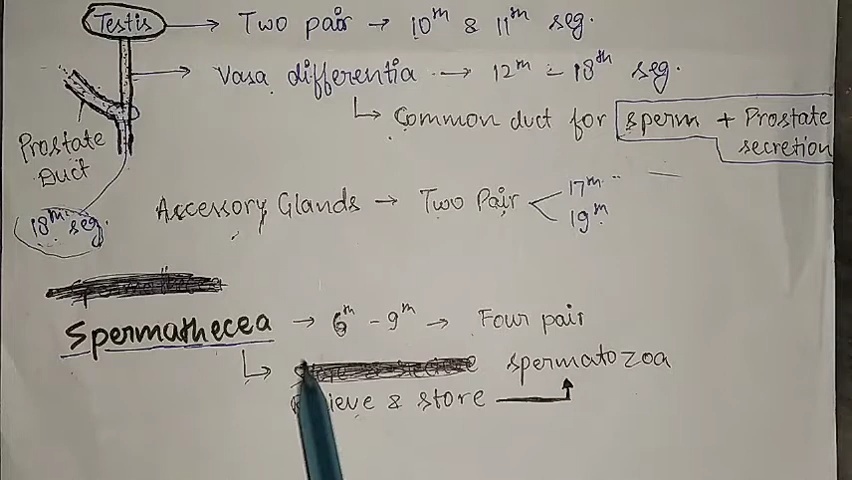 Testis → Two pair → 10th & 11th seg.
→ Vasa differentia → 12th - 18th seg.
↳ Common duct for sperm + Prostate secretion
Prostate Duct
18th seg.
Accessory Glands → Two Pair < 17th
19th
Spermathecea → 6th - 9th → Four pair
↳ spermatozoa
& store